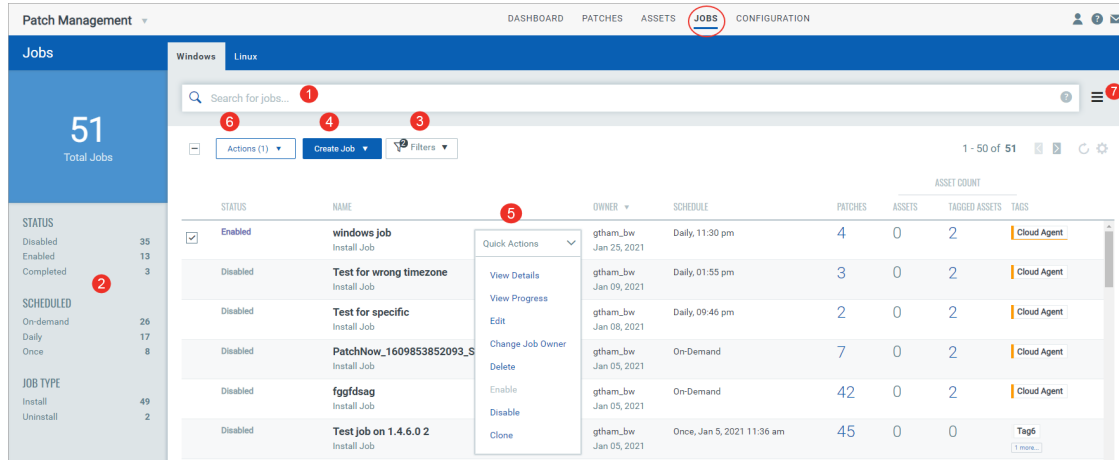 Patch Management
DASHBOARD PATCHES ASSETS JOBS CONFIGURATION
Jobs
Windows Linux
1
Search for jobs...
7
51
Total Jobs
6 4 3
Actions (1) Create Job 2 Filters
1 - 50 of 51
ASSET COUNT
STATUS NAME OWNER SCHEDULE PATCHES ASSETS TAGGED ASSETS TAGS
5
STATUS
Disabled 35
Enabled 13
Completed 3
2
SCHEDULED
On-demand 26
Daily 17
Once 8
JOB TYPE
Install 49
Uninstall 2
Enabled windows job gtham_bw Daily, 11:30 pm 4 0 2 Cloud Agent
Install Job Jan 25, 2021
Disabled Test for wrong timezone gtham_bw Daily, 01:55 pm 3 0 2 Cloud Agent
Install Job Jan 09, 2021
Disabled Test for specific gtham_bw Daily, 09:46 pm 2 0 2 Cloud Agent
Install Job Jan 08, 2021
Disabled PatchNow_1609853852093_S gtham_bw On-Demand 7 0 2 Cloud Agent
Install Job Jan 05, 2021
Disabled fggfdsag gtham_bw On-Demand 42 0 2 Cloud Agent
Install Job Jan 05, 2021
Disabled Test job on 1.4.6.0 2 gtham_bw Once, Jan 5, 2021 11:36 am 45 0 0 Tag6
Install Job Jan 05, 2021 1 more...
Quick Actions
View Details
View Progress
Edit
Change Job Owner
Delete
Enable
Disable
Clone